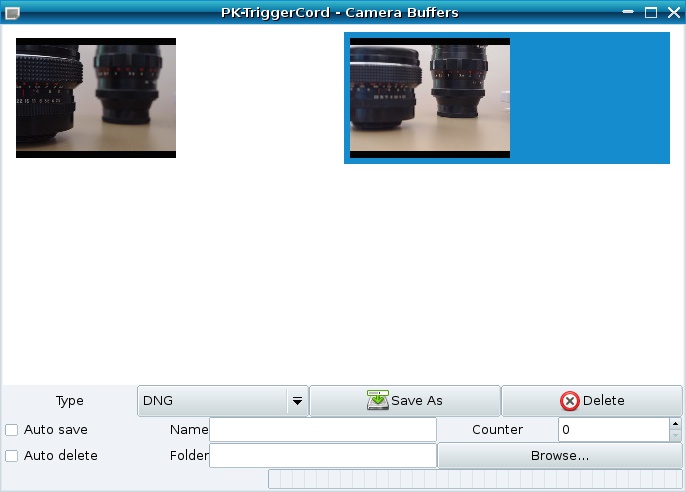 PK-TriggerCord - Camera Buffers
Type DNG Save As Delete
Auto save Name Counter 0
Auto delete Folder Browse...